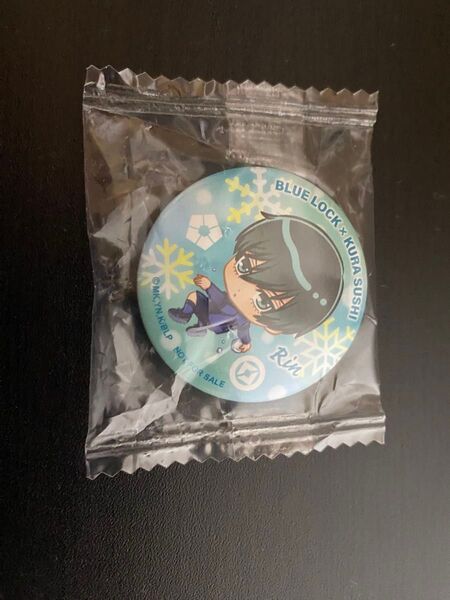 BLUE LOCK × KURA SUSHI
Rin
©MK,YN,K/BLP NOT FOR SALE